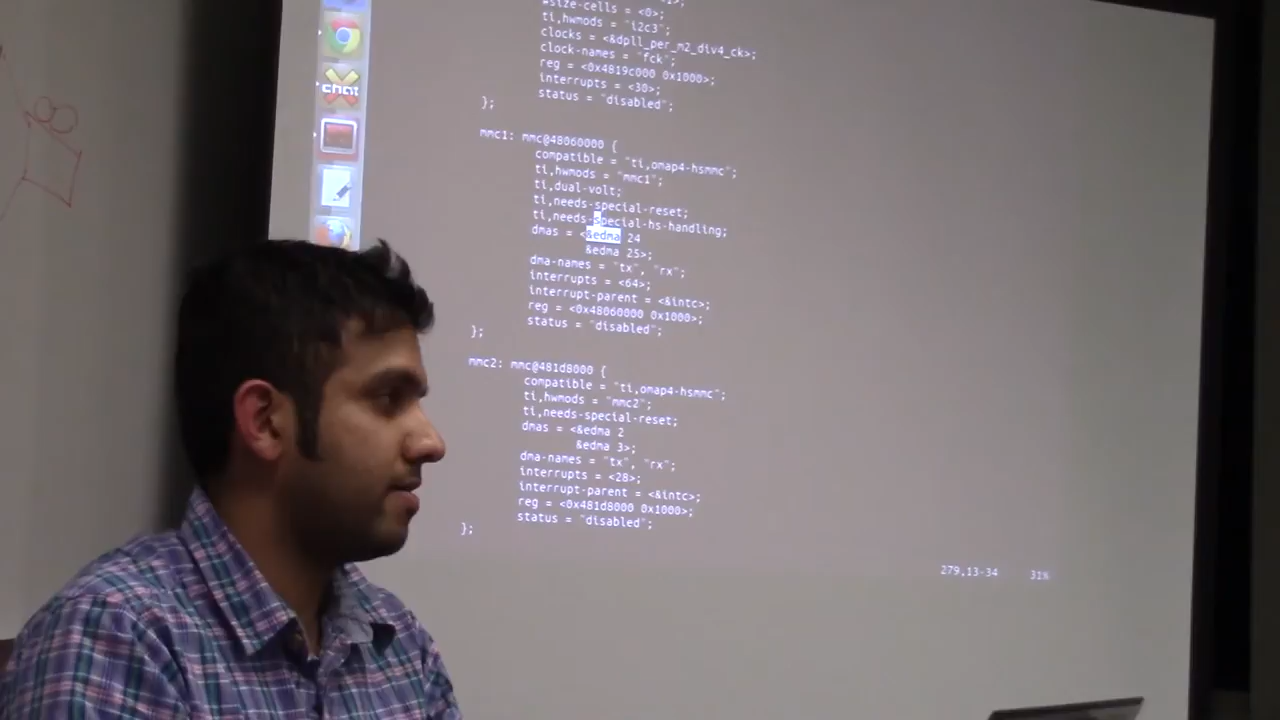 #size-cells = <0>;
ti,hwmods = "i2c3";
clocks = <&dpll_per_m2_div4_ck>;
clock-names = "fck";
reg = <0x4819c000 0x1000>;
interrupts = <30>;
status = "disabled";
};
mmc1: mmc@48060000 {
compatible = "ti,omap4-hsmmc";
ti,hwmods = "mmc1";
ti,dual-volt;
ti,needs-special-reset;
ti,needs-special-hs-handling;
dmas = <&edma 24
&edma 25>;
dma-names = "tx", "rx";
interrupts = <64>;
interrupt-parent = <&intc>;
reg = <0x48060000 0x1000>;
status = "disabled";
};
mmc2: mmc@481d8000 {
compatible = "ti,omap4-hsmmc";
ti,hwmods = "mmc2";
ti,needs-special-reset;
dmas = <&edma 2
&edma 3>;
dma-names = "tx", "rx";
interrupts = <28>;
interrupt-parent = <&intc>;
reg = <0x481d8000 0x1000>;
status = "disabled";
};
279,13-34 31%
chat